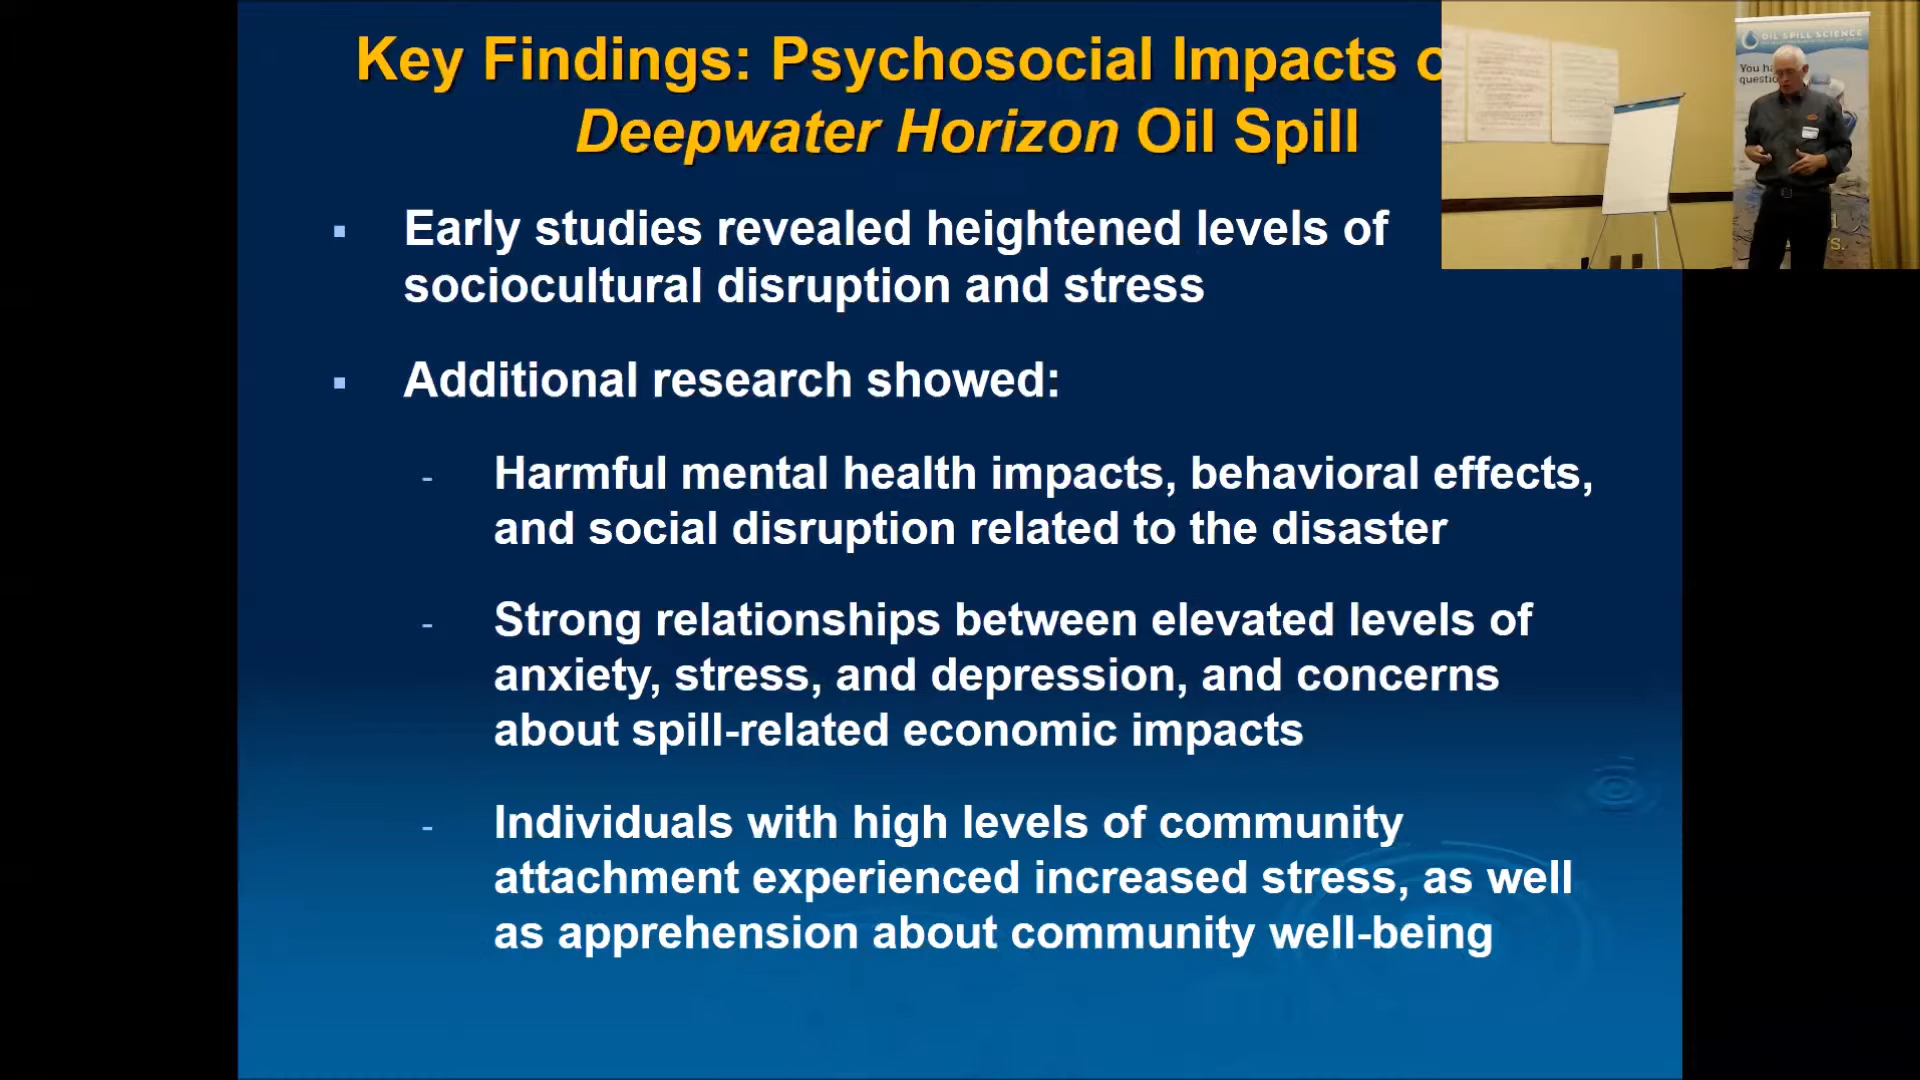 Key Findings: Psychosocial Impacts
Deepwater Horizon Oil Spill
Early studies revealed heightened levels of
sociocultural disruption and stress
Additional research showed:
- Harmful mental health impacts, behavioral effects,
and social disruption related to the disaster
- Strong relationships between elevated levels of
anxiety, stress, and depression, and concerns
about spill-related economic impacts
- Individuals with high levels of community
attachment experienced increased stress, as well
as apprehension about community well-being
OIL SPILL SCIENCE
You